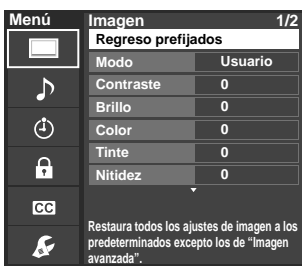 Menú
Imagen 1/2
Regreso prefijados
Modo Usuario
Contraste 0
Brillo 0
Color 0
Tinte 0
Nitidez 0
CC
Restaura todos los ajustes de imagen a los
predeterminados excepto los de “Imagen
avanzada”.